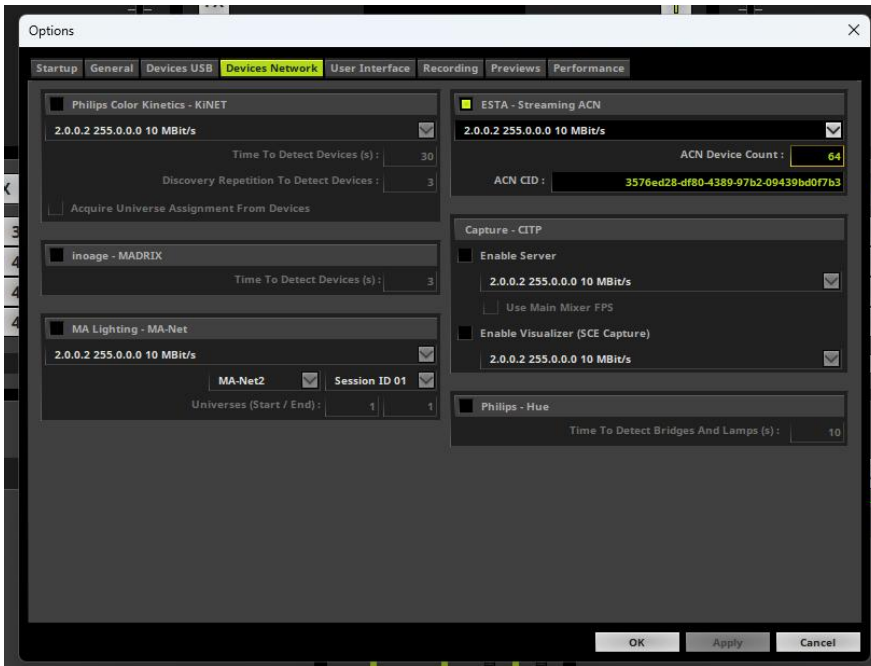 Options
Startup General Devices USB Devices Network User Interface Recording Previews Performance
Philips Color Kinetics - KiNET
2.0.0.2 255.0.0.0 10 MBit/s
Time To Detect Devices (s) : 30
Discovery Repetition To Detect Devices : 3
Acquire Universe Assignment From Devices
inoage - MADRIX
Time To Detect Devices (s) : 3
MA Lighting - MA-Net
2.0.0.2 255.0.0.0 10 MBit/s
MA-Net2 Session ID 01
Universes (Start / End) : 1 1
ESTA - Streaming ACN
2.0.0.2 255.0.0.0 10 MBit/s
ACN Device Count : 64
ACN CID : 3576ed28-df80-4389-97b2-09439bd0f7b3
Capture - CITP
Enable Server
2.0.0.2 255.0.0.0 10 MBit/s
Use Main Mixer FPS
Enable Visualizer (SCE Capture)
2.0.0.2 255.0.0.0 10 MBit/s
Philips - Hue
Time To Detect Bridges And Lamps (s) : 10
OK Apply Cancel